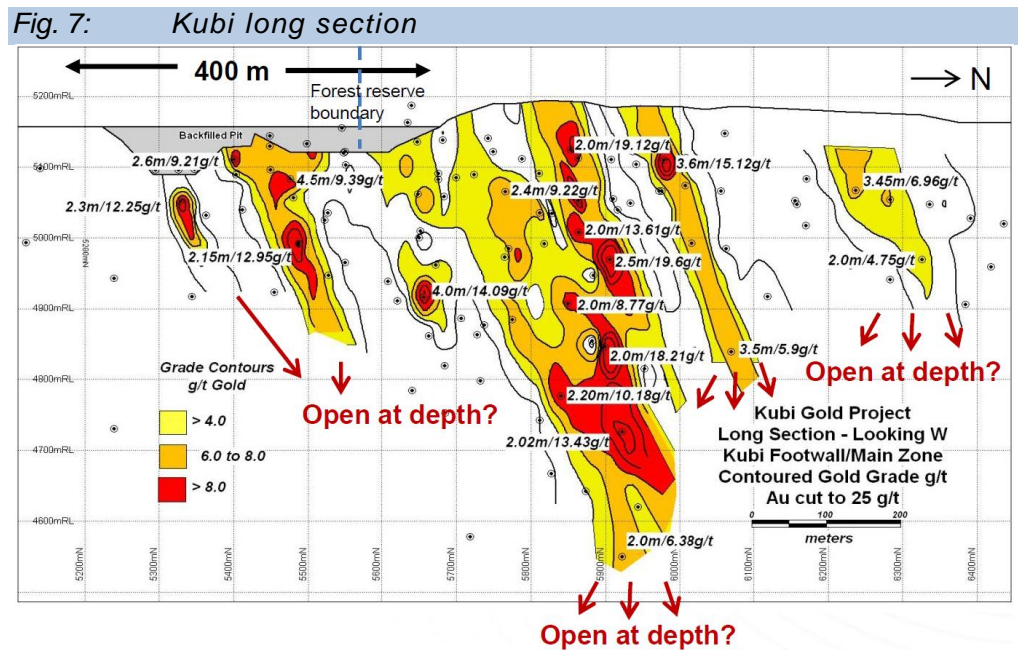 Fig. 7: Kubi long section
400 m
N
Forest reserve
boundary
5200mRL
Backfilled Pit
2.0m/19.12g/t
5100mRL
2.6m/9.21g/t
3.6m/15.12g/t
4.5m/9.39g/t
2.4m/9.22g/t
3.45m/6.96g/t
2.3m/12.25g/t
2.0m/13.61g/t
5000mRL
2.15m/12.95g/t
2.5m/19.6g/t
2.0m/4.75g/t
4.0m/14.09g/t
4900mRL
2.0m/8.77g/t
2.0m/18.21g/t
3.5m/5.9g/t
Grade Contours
g/t Gold
4800mRL
2.20m/10.18g/t
Open at depth?
Open at depth?
> 4.0
6.0 to 8.0
> 8.0
2.02m/13.43g/t
4700mRL
Kubi Gold Project
Long Section - Looking W
Kubi Footwall/Main Zone
Contoured Gold Grade g/t
Au cut to 25 g/t
0 100 200
meters
4600mRL
2.0m/6.38g/t
5200mN
5300mN
5400mN
5500mN
5600mN
5700mN
5800mN
5900mN
6000mN
6100mN
6200mN
6300mN
6400mN
Open at depth?